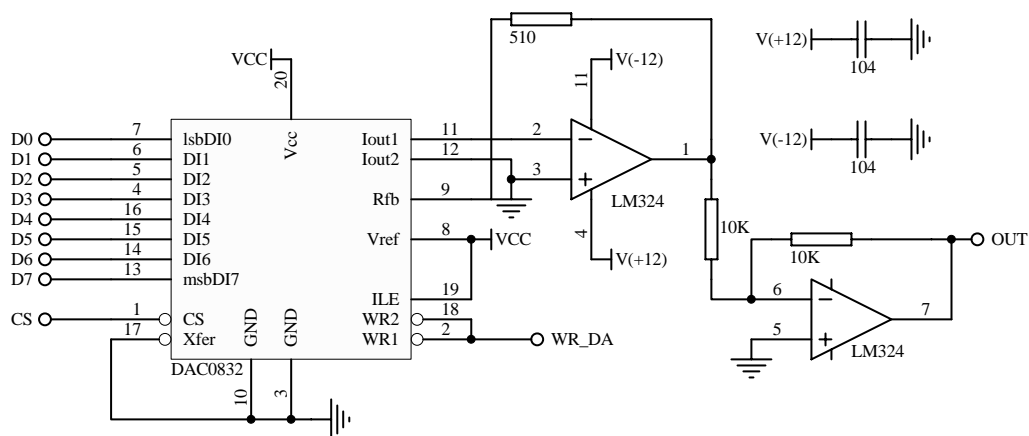 510
V(+12)
104
V(-12)
104
VCC
20
Vcc
V(-12)
11
D0 7 lsbDI0
D1 6 DI1
D2 5 DI2
D3 4 DI3
D4 16 DI4
D5 15 DI5
D6 14 DI6
D7 13 msbDI7
CS 1 CS
17 Xfer
GND
GND
DAC0832
10
3
Iout1 11
Iout2 12
Rfb 9
Vref 8 VCC
ILE 19
WR2 18
WR1 2 WR_DA
2
3
1
LM324
4
V(+12)
10K
10K
OUT
6
5
7
LM324